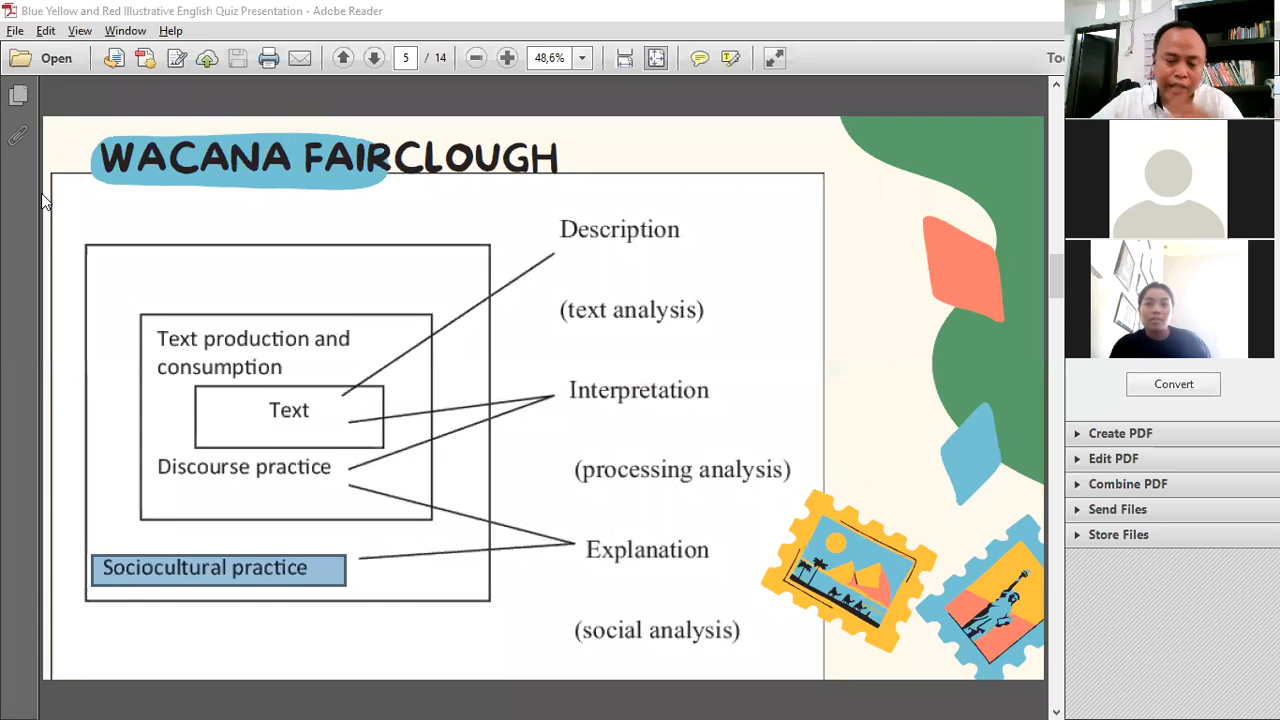 Blue Yellow and Red Illustrative English Quiz Presentation - Adobe Reader
File Edit View Window Help
Open 5 / 14 48,6% To
WACANA FAIRCLOUGH
Description
(text analysis)
Text production and
consumption
Text
Interpretation
Discourse practice
(processing analysis)
Explanation
Sociocultural practice
(social analysis)
Convert
Create PDF
Edit PDF
Combine PDF
Send Files
Store Files